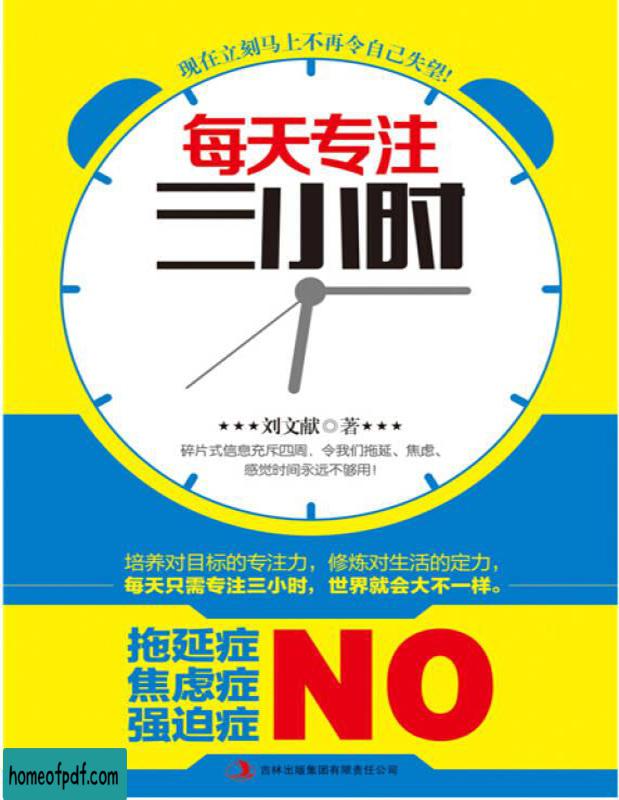 现在立刻马上不再令自己失望!
每天专注
三小时
★★★刘文献◎著★★★
碎片式信息充斥四周，令我们拖延、焦虑、
感觉时间永远不够用！
培养对目标的专注力，修炼对生活的定力，
每天只需专注三小时，世界就会大不一样。
拖延症
焦虑症
强迫症
NO
吉林出版集团有限责任公司
homeofpdf.com